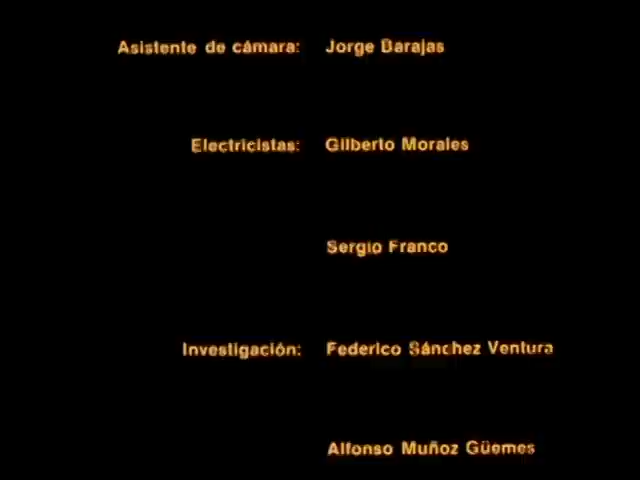 Asistente de cámara: Jorge Barajas
Electricistas: Gilberto Morales
Sergio Franco
Investigación: Federico Sánchez Ventura
Alfonso Muñoz Güemes